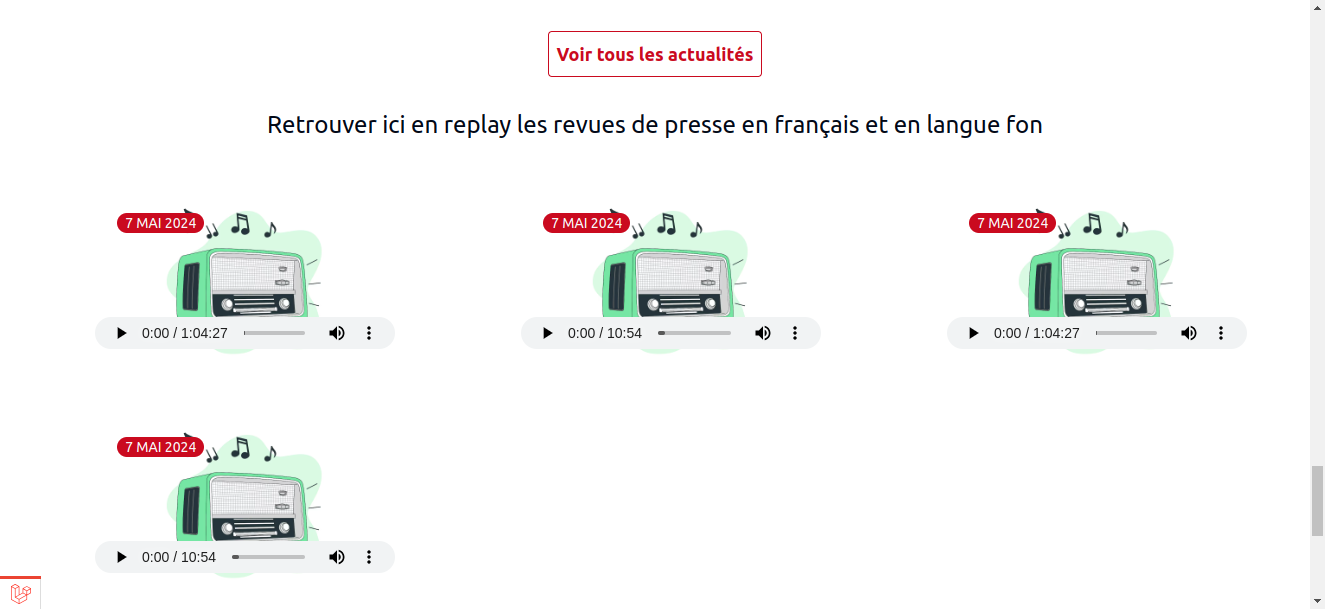 Voir tous les actualités
Retrouver ici en replay les revues de presse en français et en langue fon
7 MAI 2024
7 MAI 2024
7 MAI 2024
0:00 / 1:04:27
0:00 / 10:54
0:00 / 1:04:27
7 MAI 2024
0:00 / 10:54